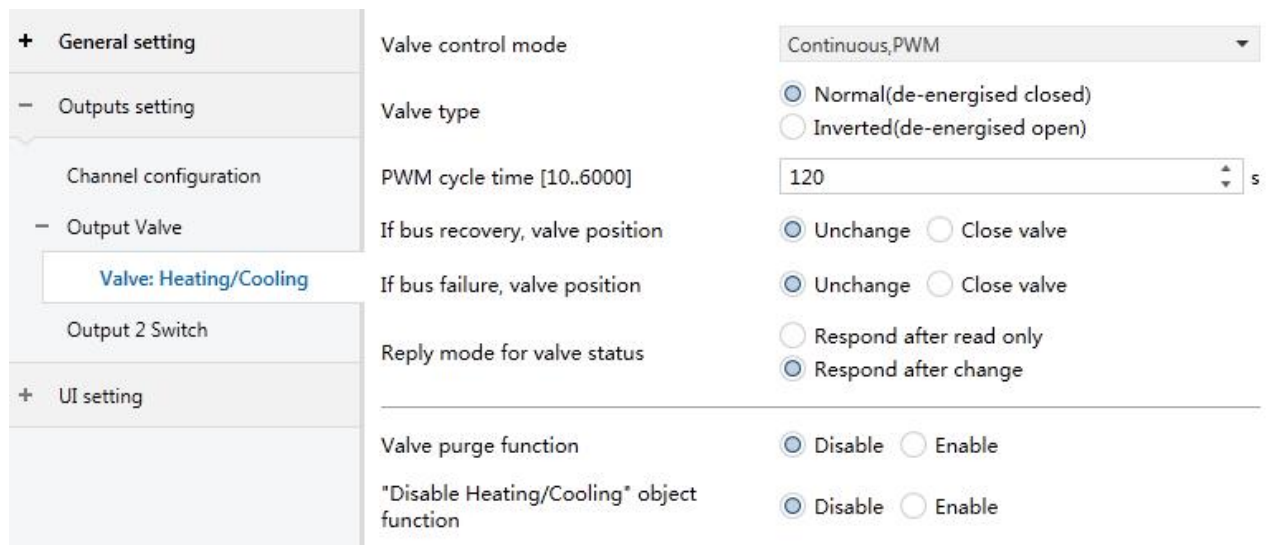 + General setting
− Outputs setting
Channel configuration
− Output Valve
Valve: Heating/Cooling
Output 2 Switch
+ UI setting
Valve control mode
Continuous,PWM
Valve type
Normal(de-energised closed)
Inverted(de-energised open)
PWM cycle time [10..6000]
120 s
If bus recovery, valve position
Unchange Close valve
If bus failure, valve position
Unchange Close valve
Reply mode for valve status
Respond after read only
Respond after change
Valve purge function
Disable Enable
"Disable Heating/Cooling" object
function
Disable Enable